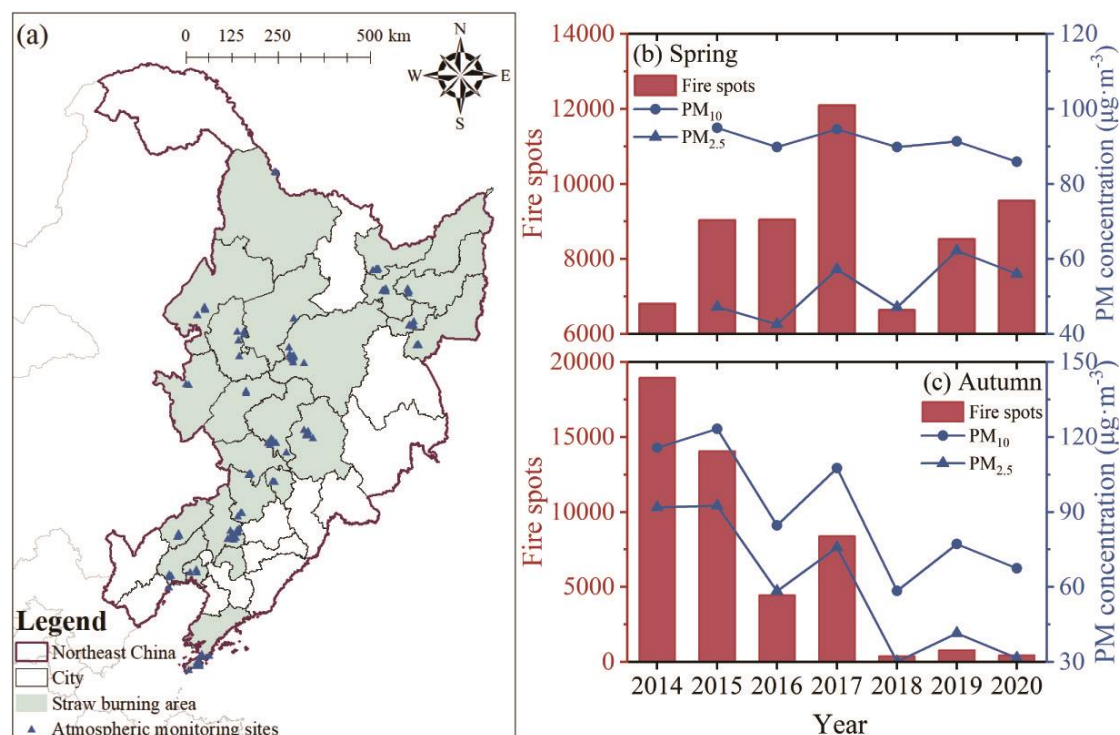 (a)
0 125 250 500 km
N
W E
S
Legend
Northeast China
City
Straw burning area
Atmospheric monitoring sites
(b) Spring
Fire spots
PM10
PM2.5
Fire spots
14000
12000
10000
8000
6000
PM concentration (μg·m-3)
120
100
80
60
40
(c) Autumn
Fire spots
PM10
PM2.5
Fire spots
20000
15000
10000
5000
0
PM concentration (μg·m-3)
150
120
90
60
30
2014 2015 2016 2017 2018 2019 2020
Year